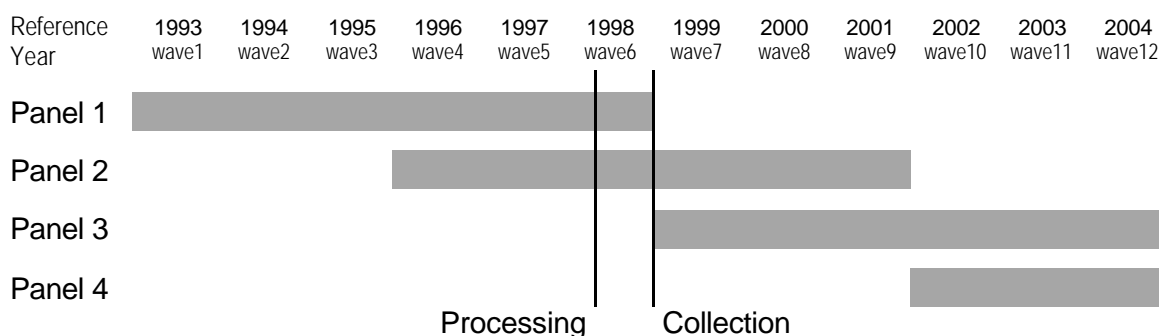 Reference 1993 1994 1995 1996 1997 1998 1999 2000 2001 2002 2003 2004
Year wave1 wave2 wave3 wave4 wave5 wave6 wave7 wave8 wave9 wave10 wave11 wave12
Panel 1
Panel 2
Panel 3
Panel 4
Processing Collection